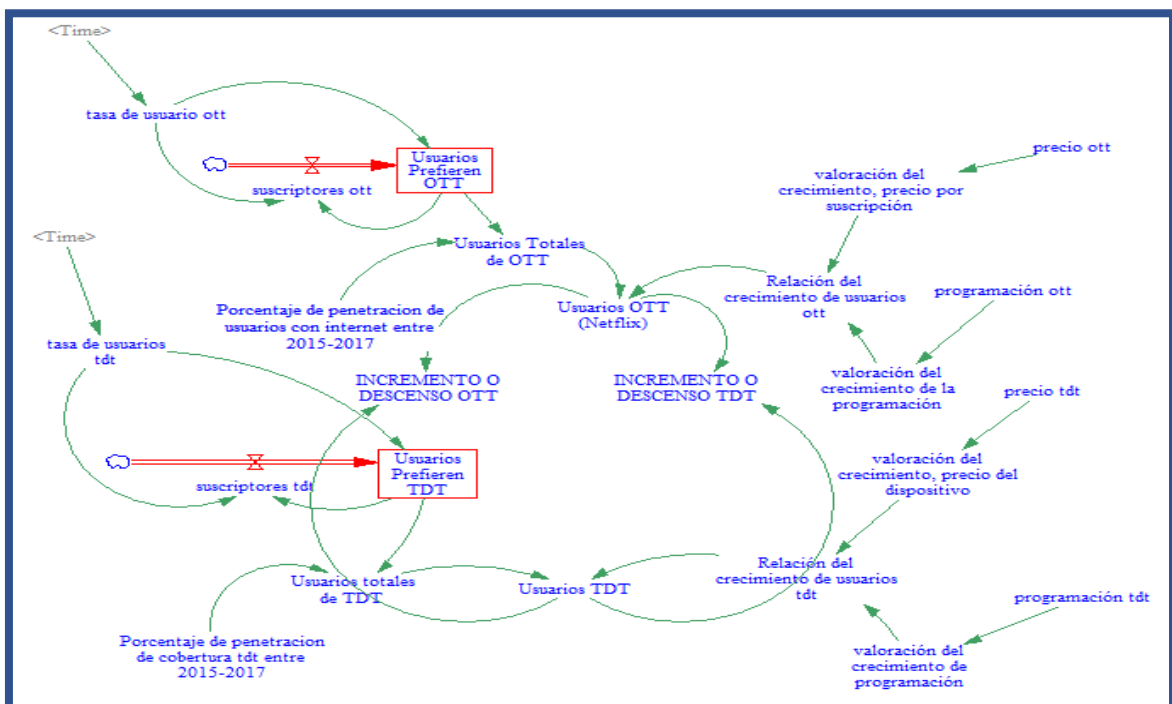 <Time>
tasa de usuario ott
Usuarios
Prefieren
OTT
suscriptores ott
precio ott
valoración del
crecimiento, precio por
suscripción
<Time>
Usuarios Totales
de OTT
Porcentaje de penetracion de
usuarios con internet entre
2015-2017
Usuarios OTT
(Netflix)
Relación del
crecimiento de usuarios
ott
programación ott
tasa de usuarios
tdt
INCREMENTO O
DESCENSO OTT
INCREMENTO O
DESCENSO TDT
valoración del
crecimiento de la
programación
precio tdt
Usuarios
Prefieren
TDT
suscriptores tdt
valoración del
crecimiento, precio del
dispositivo
Usuarios totales
de TDT
Usuarios TDT
Relación del
crecimiento de usuarios
tdt
programación tdt
Porcentaje de penetracion
de cobertura tdt entre
2015-2017
valoración del
crecimiento de
programación